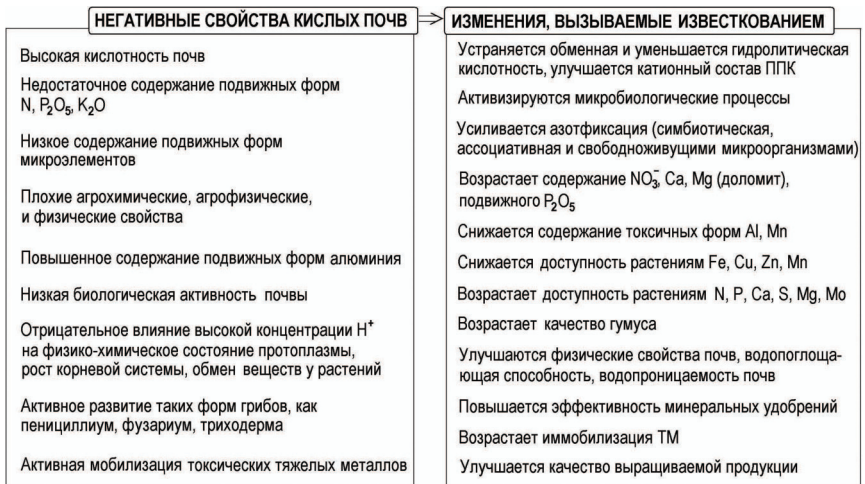 НЕГАТИВНЫЕ СВОЙСТВА КИСЛЫХ ПОЧВ
Высокая кислотность почв
Недостаточное содержание подвижных форм
N, P₂O₅, K₂O
Низкое содержание подвижных форм
микроэлементов
Плохие агрохимические, агрофизические,
и физические свойства
Повышенное содержание подвижных форм алюминия
Низкая биологическая активность почвы
Отрицательное влияние высокой концентрации H⁺
на физико-химическое состояние протоплазмы,
рост корневой системы, обмен веществ у растений
Активное развитие таких форм грибов, как
пенициллиум, фузариум, триходерма
Активная мобилизация токсических тяжелых металлов
ИЗМЕНЕНИЯ, ВЫЗЫВАЕМЫЕ ИЗВЕСТКОВАНИЕМ
Устраняется обменная и уменьшается гидролитическая
кислотность, улучшается катионный состав ППК
Активизируются микробиологические процессы
Усиливается азотфиксация (симбиотическая,
ассоциативная и свободноживущими микроорганизмами)
Возрастает содержание NO₃⁻, Ca, Mg (доломит),
подвижного P₂O₅
Снижается содержание токсичных форм Al, Mn
Снижается доступность растениям Fe, Cu, Zn, Mn
Возрастает доступность растениям N, P, Ca, S, Mg, Mo
Возрастает качество гумуса
Улучшаются физические свойства почв, водопоглоща-
ющая способность, водопроницаемость почв
Повышается эффективность минеральных удобрений
Возрастает иммобилизация ТМ
Улучшается качество выращиваемой продукции